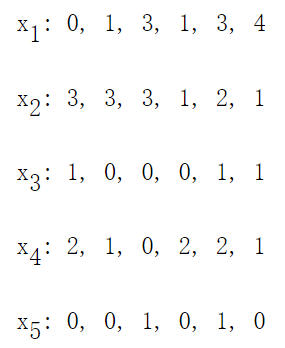 x₁: 0, 1, 3, 1, 3, 4
x₂: 3, 3, 3, 1, 2, 1
x₃: 1, 0, 0, 0, 1, 1
x₄: 2, 1, 0, 2, 2, 1
x₅: 0, 0, 1, 0, 1, 0